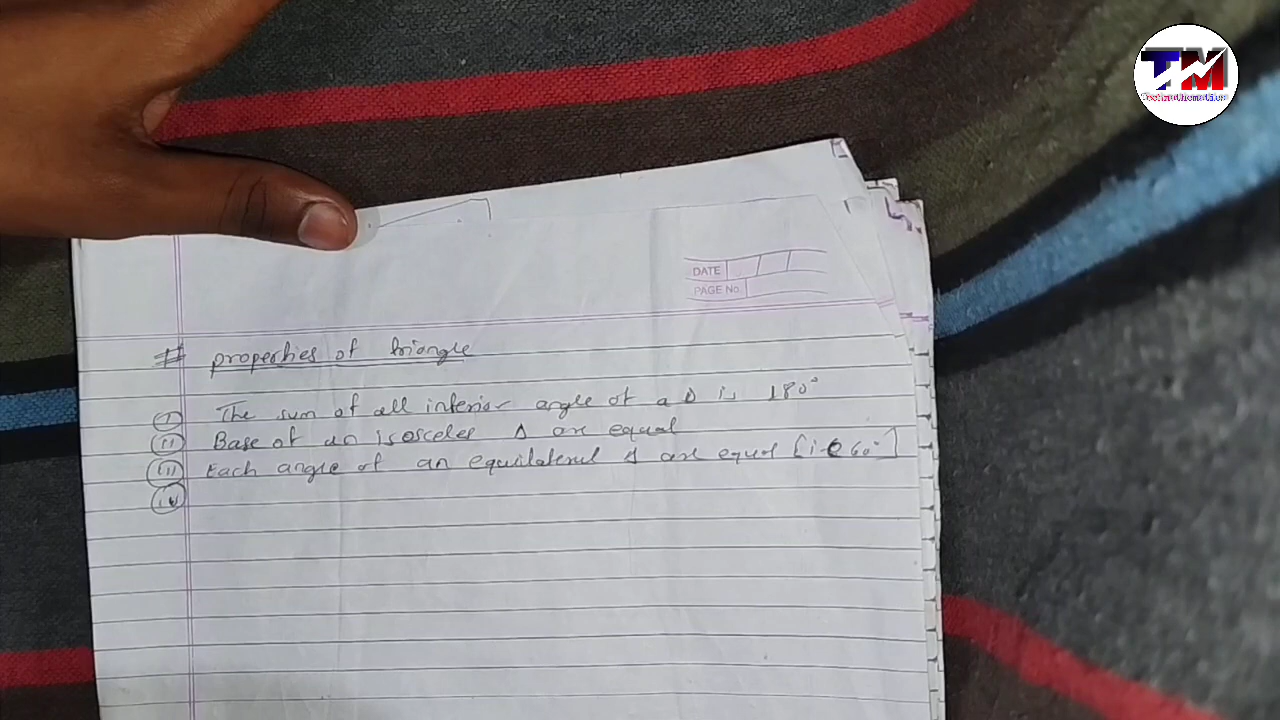 TM
DATE
PAGE No.
# properties of triangle
(i) The sum of all interior angle of a Δ is 180°
(ii) Base of an isosceles Δ are equal
(iii) Each angle of an equilateral Δ are equal [i.e 60°]
(iv)